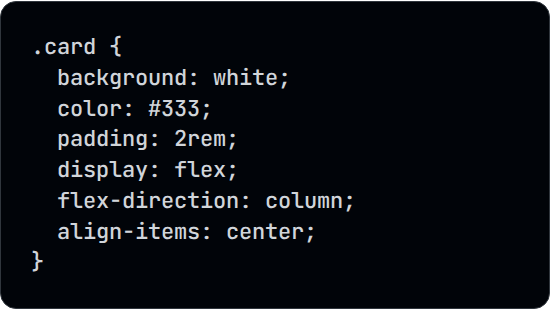 .card {
  background: white;
  color: #333;
  padding: 2rem;
  display: flex;
  flex-direction: column;
  align-items: center;
}